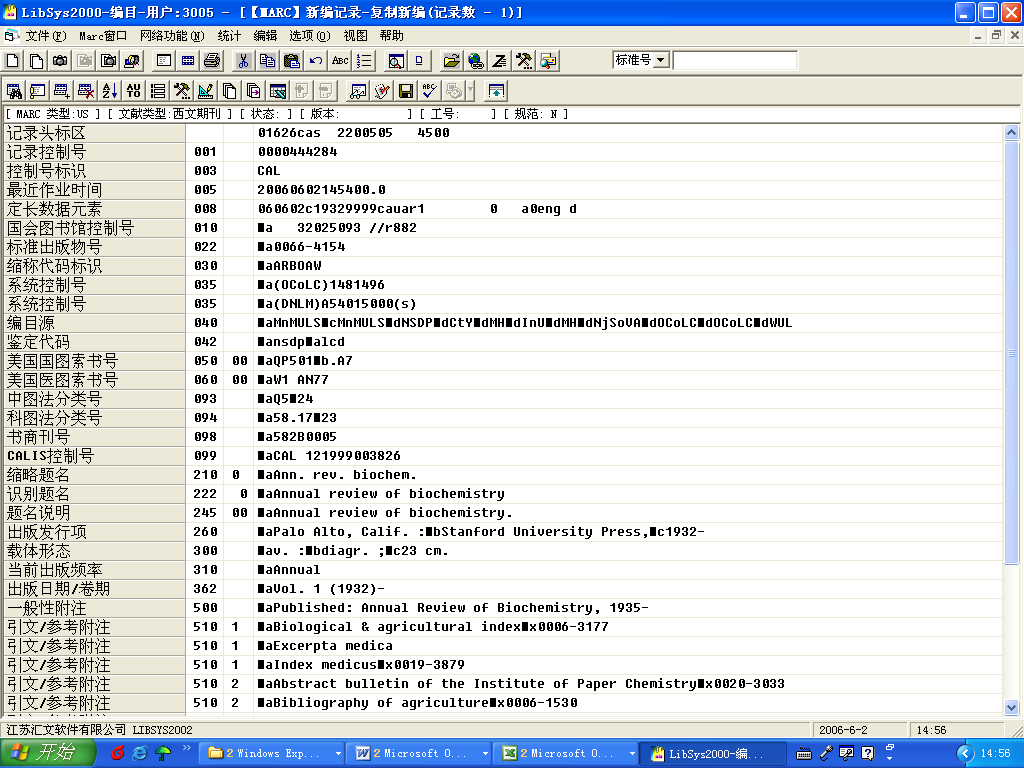 LibSys2000-编目-用户:3005 - [【MARC】新编记录-复制新编(记录数 - 1)]
文件(F) Marc窗口 网络功能(N) 统计 编辑 选项(O) 视图 帮助
标准号
[ MARC 类型:US ] [ 文献类型:西文期刊 ] [ 状态: ] [ 版本: ] [ 工号: ] [ 规范: N ]
记录头标区 01626cas 2200505 4500
记录控制号 001 0000444284
控制号标识 003 CAL
最近作业时间 005 20060602145400.0
定长数据元素 008 060602c19329999cauar1 0 a0eng d
国会图书馆控制号 010 ■a 32025093 //r882
标准出版物号 022 ■a0066-4154
缩称代码标识 030 ■aARBOAW
系统控制号 035 ■a(OCoLC)1481496
系统控制号 035 ■a(DNLM)A54015000(s)
编目源 040 ■aMnMULS■cMnMULS■dNSDP■dCtY■dMH■dInU■dMH■dNjSoVA■dOCoLC■dOCoLC■dWUL
鉴定代码 042 ■ansdp■alcd
美国国图索书号 050 00 ■aQP501■b.A7
美国医图索书号 060 00 ■aW1 AN77
中图法分类号 093 ■aQ5■24
科图法分类号 094 ■a58.17■23
书商刊号 098 ■a582B0005
CALIS控制号 099 ■aCAL 121999003826
缩略题名 210 0 ■aAnn. rev. biochem.
识别题名 222 0 ■aAnnual review of biochemistry
题名说明 245 00 ■aAnnual review of biochemistry.
出版发行项 260 ■aPalo Alto, Calif. :■bStanford University Press,■c1932-
载体形态 300 ■av. :■bdiagr. ;■c23 cm.
当前出版频率 310 ■aAnnual
出版日期/卷期 362 ■aVol. 1 (1932)-
一般性附注 500 ■aPublished: Annual Review of Biochemistry, 1935-
引文/参考附注 510 1 ■aBiological & agricultural index■x0006-3177
引文/参考附注 510 1 ■aExcerpta medica
引文/参考附注 510 1 ■aIndex medicus■x0019-3879
引文/参考附注 510 2 ■aAbstract bulletin of the Institute of Paper Chemistry■x0020-3033
引文/参考附注 510 2 ■aBibliography of agriculture■x0006-1530
江苏汇文软件有限公司 LIBSYS2002 2006-6-2 14:56
开始 2 Windows Exp... 2 Microsoft O... 2 Microsoft O... LibSys2000-编... 14:56